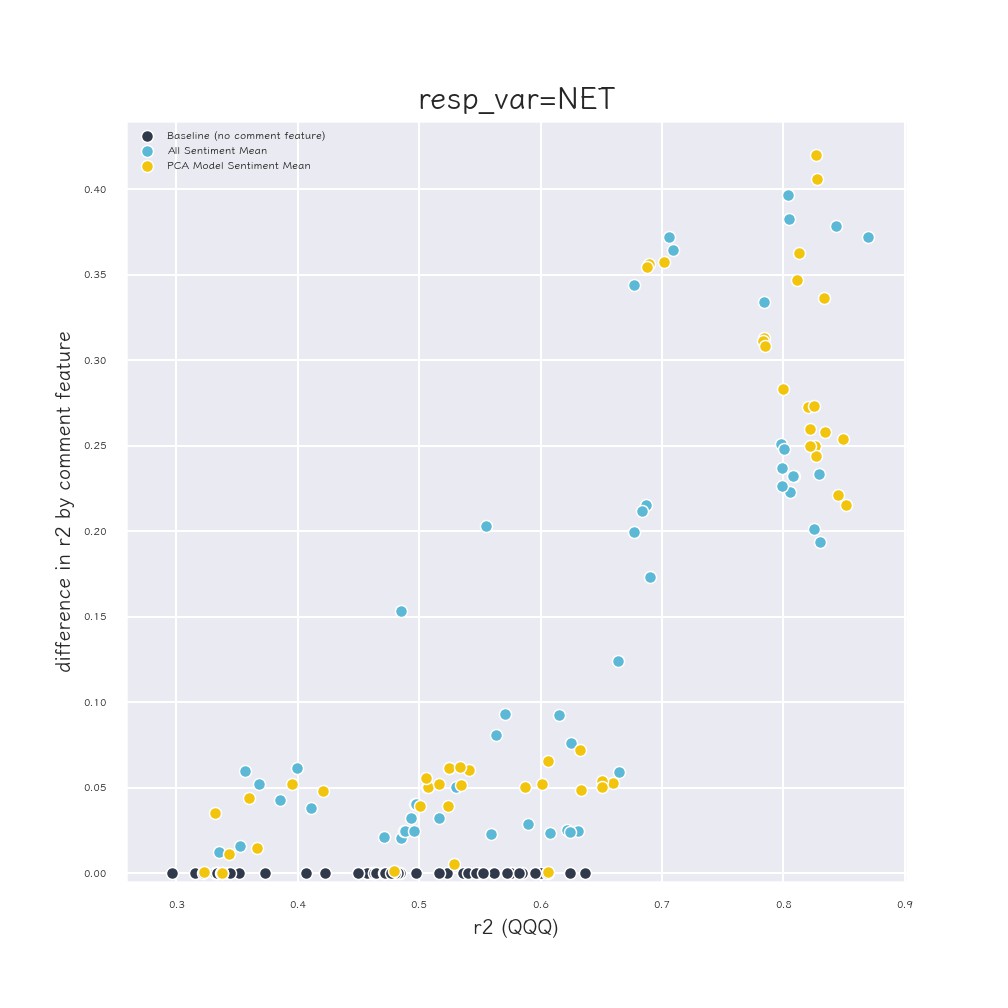 resp_var=NET
Baseline (no comment feature)
All Sentiment Mean
PCA Model Sentiment Mean
difference in r2 by comment feature
0.40
0.35
0.30
0.25
0.20
0.15
0.10
0.05
0.00
0.3 0.4 0.5 0.6 0.7 0.8 0.9
r2 (QQQ)